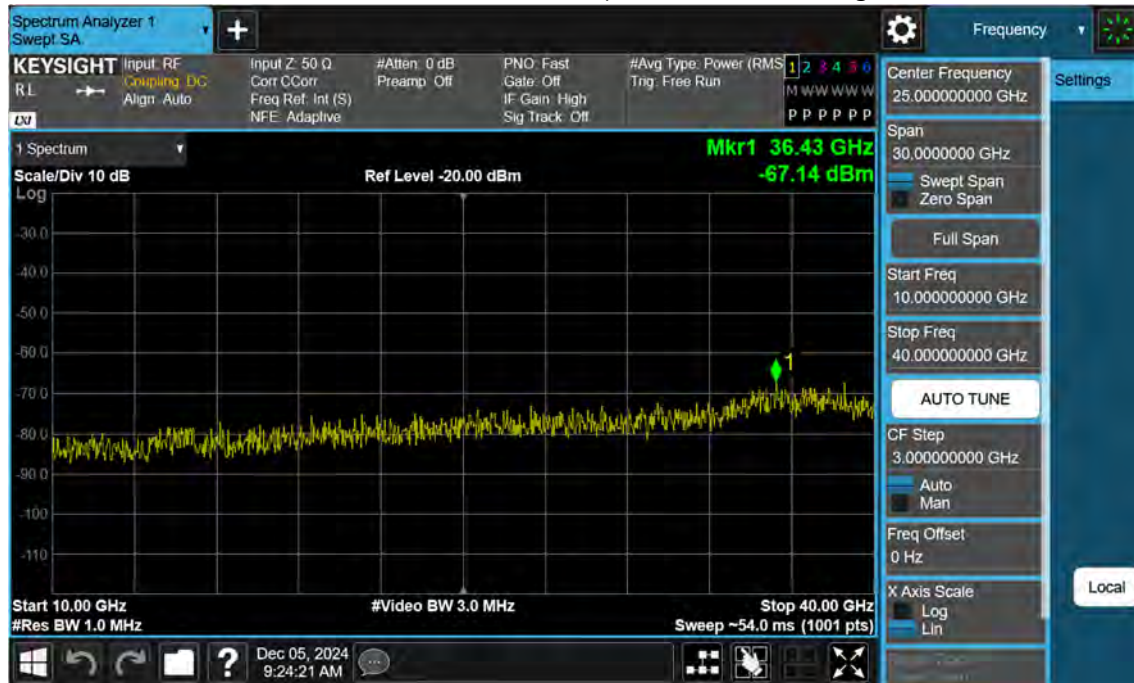 Spectrum Analyzer 1
Swept SA
Frequency
KEYSIGHT
RL
LXI
Input: RF
Coupling: DC
Align: Auto
Input Z: 50 Ω
Corr CCorr
Freq Ref: Int (S)
NFE: Adaptive
#Atten: 0 dB
Preamp: Off
PNO: Fast
Gate: Off
IF Gain: High
Sig Track: Off
#Avg Type: Power (RMS
Trig: Free Run
1 2 3 4 5 6
M W W W W W
P P P P P P
Center Frequency
25.000000000 GHz
Settings
Span
30.0000000 GHz
Swept Span
Zero Span
Full Span
Start Freq
10.000000000 GHz
Stop Freq
40.000000000 GHz
AUTO TUNE
CF Step
3.000000000 GHz
Auto
Man
Freq Offset
0 Hz
X Axis Scale
Log
Lin
Local
1 Spectrum
Scale/Div 10 dB
Ref Level -20.00 dBm
Mkr1 36.43 GHz
-67.14 dBm
Log
-30.0
-40.0
-50.0
-60.0
-70.0
-80.0
-90.0
-100
-110
1
Start 10.00 GHz
#Res BW 1.0 MHz
#Video BW 3.0 MHz
Stop 40.00 GHz
Sweep ~54.0 ms (1001 pts)
?
Dec 05, 2024
9:24:21 AM